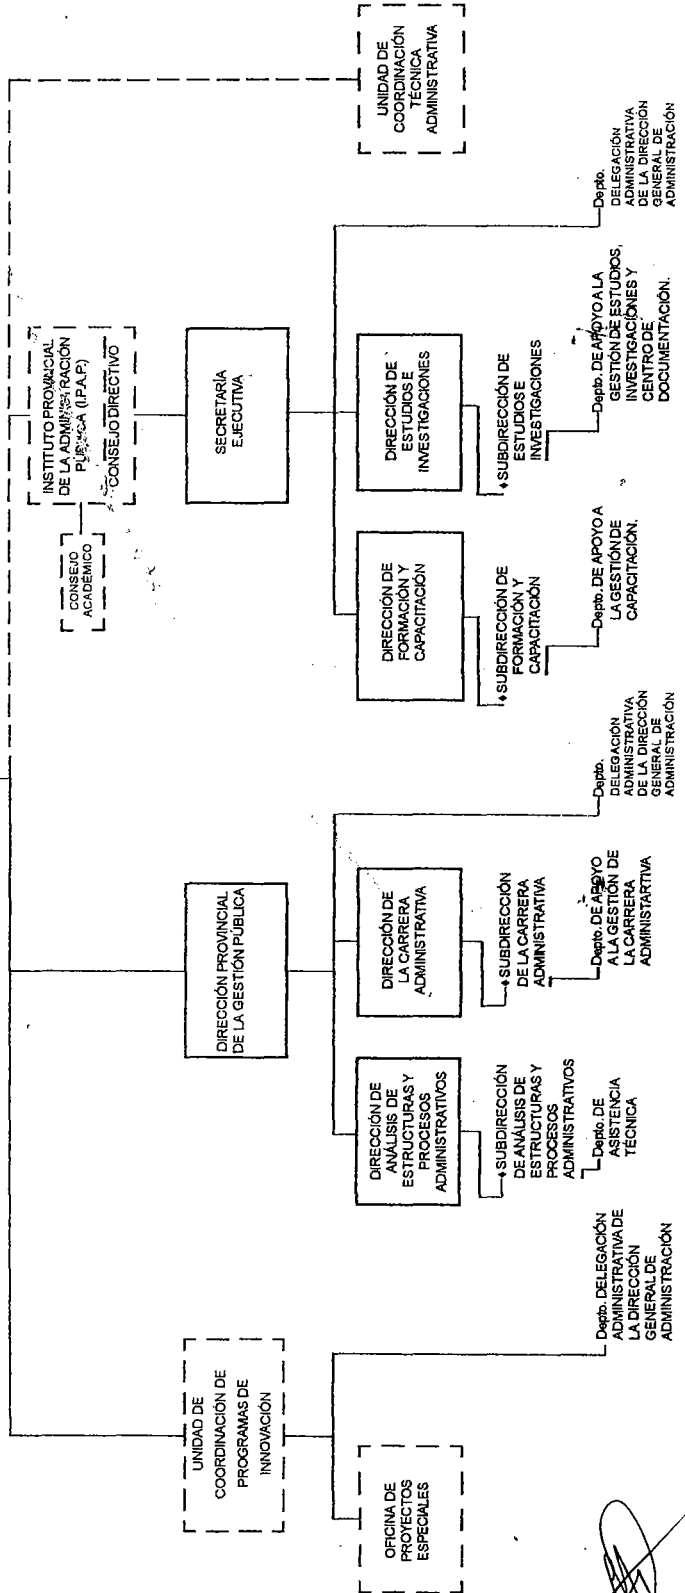 UNIDAD DE
COORDINACIÓN DE
PROGRAMAS DE
INNOVACIÓN
OFICINA DE
PROYECTOS
ESPECIALES
Depto. DELEGACIÓN
ADMINISTRATIVA DE
LA DIRECCIÓN
GENERAL DE
ADMINISTRACIÓN
DIRECCIÓN PROVINCIAL
DE LA GESTIÓN PÚBLICA
DIRECCIÓN DE
ANÁLISIS DE
ESTRUCTURAS Y
PROCESOS
ADMINISTRATIVOS
SUBDIRECCIÓN
DE ANÁLISIS DE
ESTRUCTURAS Y
PROCESOS
ADMINISTRATIVOS
Depto. DE
ASISTENCIA
TÉCNICA
DIRECCIÓN DE
LA CARRERA
ADMINISTRATIVA
SUBDIRECCIÓN
DE LA CARRERA
ADMINISTRATIVA
Depto. DE APOYO
A LA GESTIÓN DE
LA CARRERA
ADMINISTARTIVA
Depto.
DELEGACIÓN
ADMINISTRATIVA
DE LA DIRECCIÓN
GENERAL DE
ADMINISTRACIÓN
INSTITUTO PROVINCIAL
DE LA ADMINISTRACIÓN
PÚBLICA (I.P.A.P.)
CONSEJO DIRECTIVO
CONSEJO
ACADÉMICO
SECRETARÍA
EJECUTIVA
DIRECCIÓN DE
FORMACIÓN Y
CAPACITACIÓN
SUBDIRECCIÓN DE
FORMACIÓN Y
CAPACITACIÓN
Depto. DE APOYO A
LA GESTIÓN DE
CAPACITACIÓN.
DIRECCIÓN DE
ESTUDIOS E
INVESTIGACIONES
SUBDIRECCIÓN DE
ESTUDIOS E
INVESTIGACIONES
Depto. DE APOYO A LA
GESTIÓN DE ESTUDIOS,
INVESTIGACIONES Y
CENTRO DE
DOCUMENTACIÓN.
Depto.
DELEGACIÓN
ADMINISTRATIVA
DE LA DIRECCIÓN
GENERAL DE
ADMINISTRACIÓN
UNIDAD DE
COORDINACIÓN
TÉCNICA
ADMINISTRATIVA